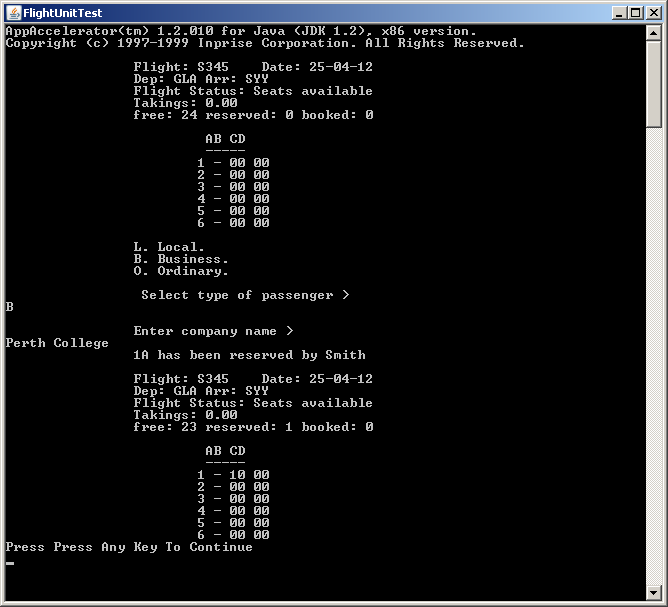 FlightUnitTest
AppAccelerator(tm) 1.2.010 for Java (JDK 1.2), x86 version.
Copyright (c) 1997-1999 Inprise Corporation. All Rights Reserved.
Flight: S345    Date: 25-04-12
Dep: GLA Arr: SYY
Flight Status: Seats available
Takings: 0.00
free: 24 reserved: 0 booked: 0
AB CD
-----
1 - 00 00
2 - 00 00
3 - 00 00
4 - 00 00
5 - 00 00
6 - 00 00
L. Local.
B. Business.
O. Ordinary.
Select type of passenger >
B
Enter company name >
Perth College
1A has been reserved by Smith
Flight: S345    Date: 25-04-12
Dep: GLA Arr: SYY
Flight Status: Seats available
Takings: 0.00
free: 23 reserved: 1 booked: 0
AB CD
-----
1 - 10 00
2 - 00 00
3 - 00 00
4 - 00 00
5 - 00 00
6 - 00 00
Press Press Any Key To Continue